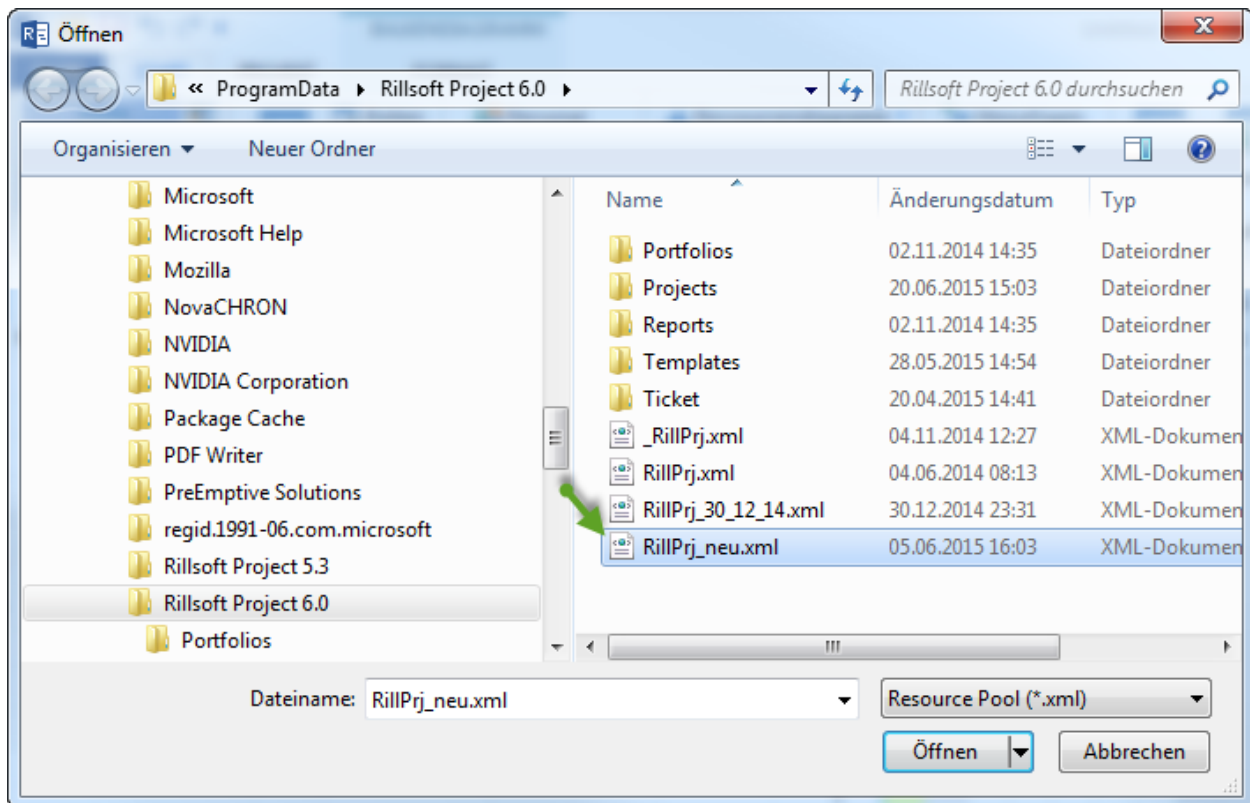 Öffnen
« ProgramData Rillsoft Project 6.0
Rillsoft Project 6.0 durchsuchen
Organisieren Neuer Ordner
Microsoft
Microsoft Help
Mozilla
NovaCHRON
NVIDIA
NVIDIA Corporation
Package Cache
PDF Writer
PreEmptive Solutions
regid.1991-06.com.microsoft
Rillsoft Project 5.3
Rillsoft Project 6.0
Portfolios
Name Änderungsdatum Typ
Portfolios 02.11.2014 14:35 Dateiordner
Projects 20.06.2015 15:03 Dateiordner
Reports 02.11.2014 14:35 Dateiordner
Templates 28.05.2015 14:54 Dateiordner
Ticket 20.04.2015 14:41 Dateiordner
_RillPrj.xml 04.11.2014 12:27 XML-Dokumen
RillPrj.xml 04.06.2014 08:13 XML-Dokumen
RillPrj_30_12_14.xml 30.12.2014 23:31 XML-Dokumen
RillPrj_neu.xml 05.06.2015 16:03 XML-Dokumen
Dateiname: RillPrj_neu.xml Resource Pool (*.xml)
Öffnen Abbrechen